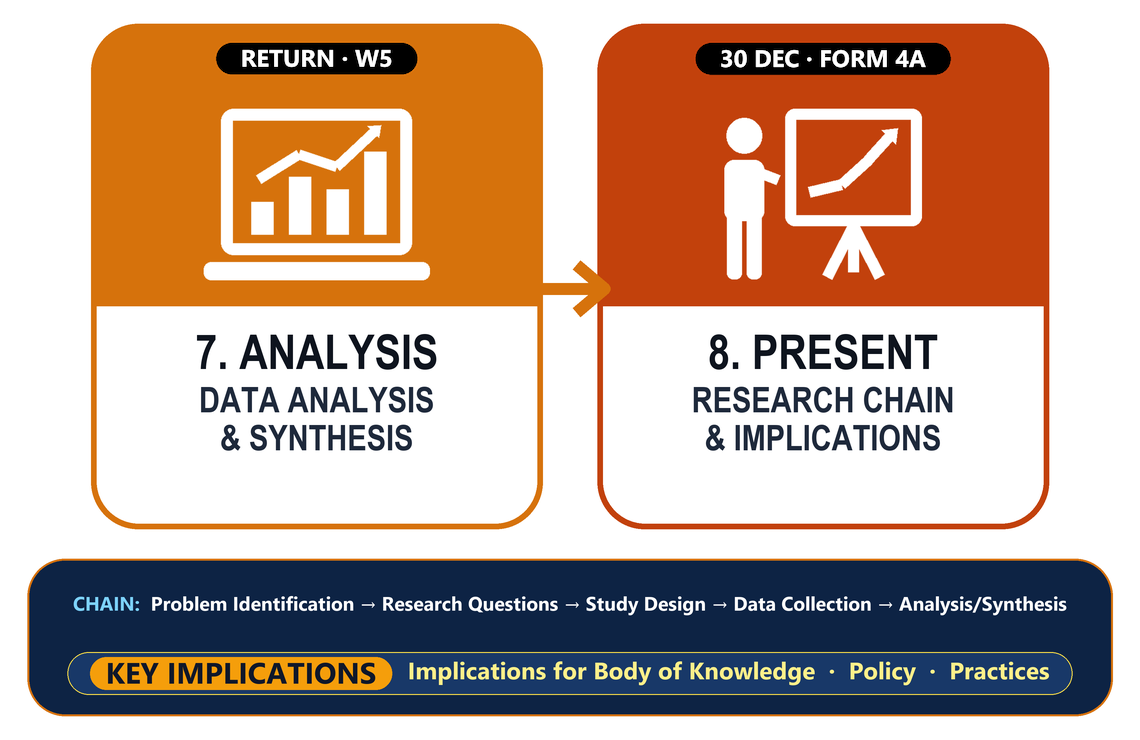 RETURN · W5
7. ANALYSIS
DATA ANALYSIS
& SYNTHESIS
30 DEC · FORM 4A
8. PRESENT
RESEARCH CHAIN
& IMPLICATIONS
CHAIN: Problem Identification → Research Questions → Study Design → Data Collection → Analysis/Synthesis
KEY IMPLICATIONS Implications for Body of Knowledge · Policy · Practices